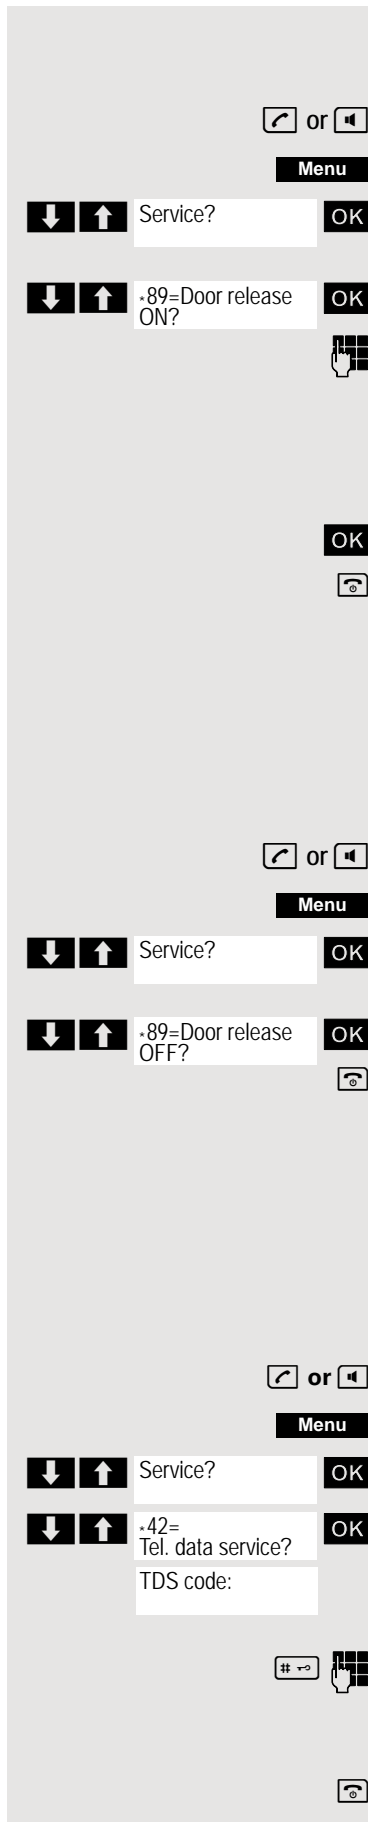 or
Menu
Service? OK
*89=Door release OK
ON?
OK
or
Menu
Service? OK
*89=Door release OK
OFF?
or
Menu
Service? OK
*42= OK
Tel. data service?
TDS code:
#